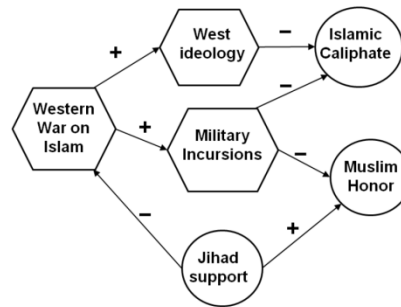 West
ideology
Islamic
Caliphate
Western
War on
Islam
Military
Incursions
Muslim
Honor
Jihad
support
+
−
−
+
−
−
+